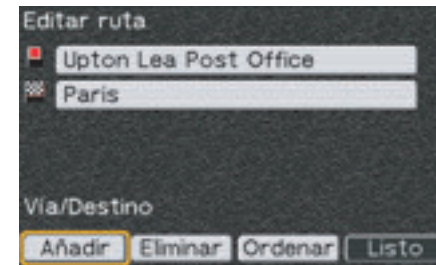 Editar ruta
Upton Lea Post Office
Paris
Vía/Destino
Añadir Eliminar Ordenar Listo